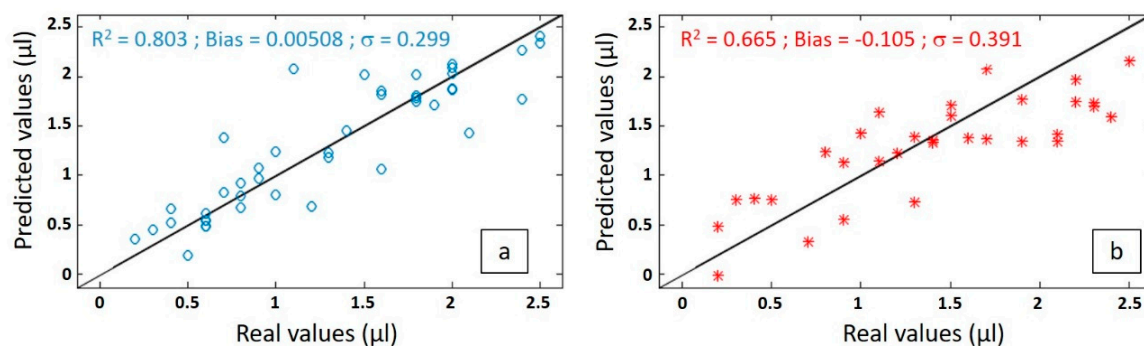 R² = 0.803 ; Bias = 0.00508 ; σ = 0.299
Predicted values (µl)
2.5
2
1.5
1
0.5
0
0 0.5 1 1.5 2 2.5
Real values (µl)
a
R² = 0.665 ; Bias = -0.105 ; σ = 0.391
Predicted values (µl)
2.5
2
1.5
1
0.5
0
0 0.5 1 1.5 2 2.5
Real values (µl)
b